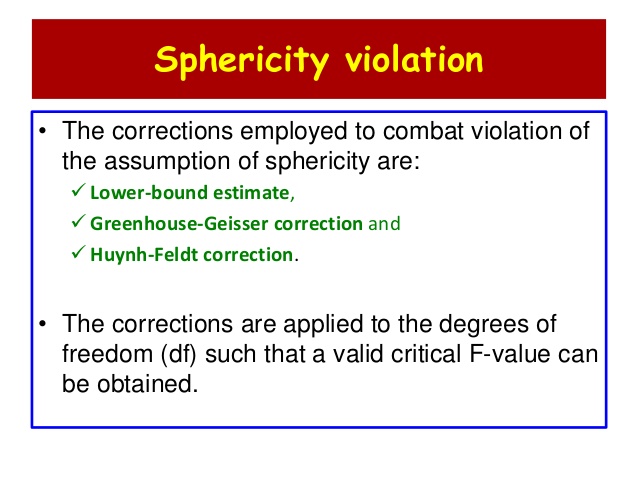 Sphericity violation
• The corrections employed to combat violation of
the assumption of sphericity are:
✓ Lower-bound estimate,
✓ Greenhouse-Geisser correction and
✓ Huynh-Feldt correction.
• The corrections are applied to the degrees of
freedom (df) such that a valid critical F-value can
be obtained.